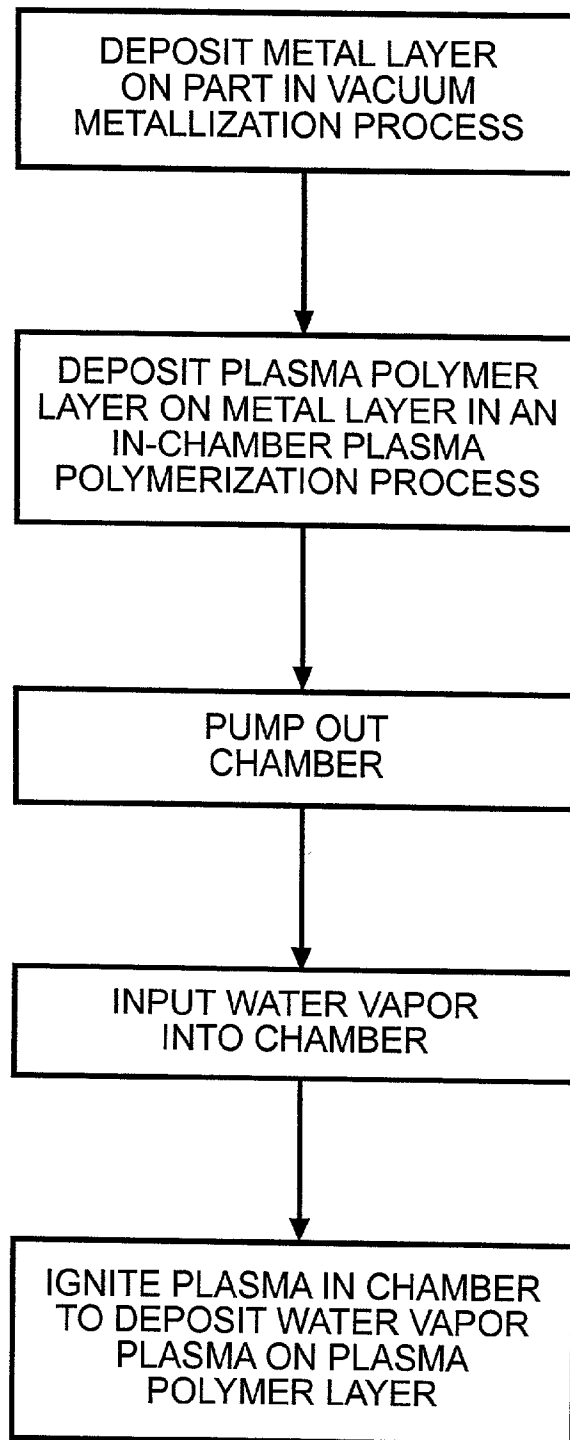 DEPOSIT METAL LAYER
ON PART IN VACUUM
METALLIZATION PROCESS
DEPOSIT PLASMA POLYMER
LAYER ON METAL LAYER IN AN
IN-CHAMBER PLASMA
POLYMERIZATION PROCESS
PUMP OUT
CHAMBER
INPUT WATER VAPOR
INTO CHAMBER
IGNITE PLASMA IN CHAMBER
TO DEPOSIT WATER VAPOR
PLASMA ON PLASMA
POLYMER LAYER